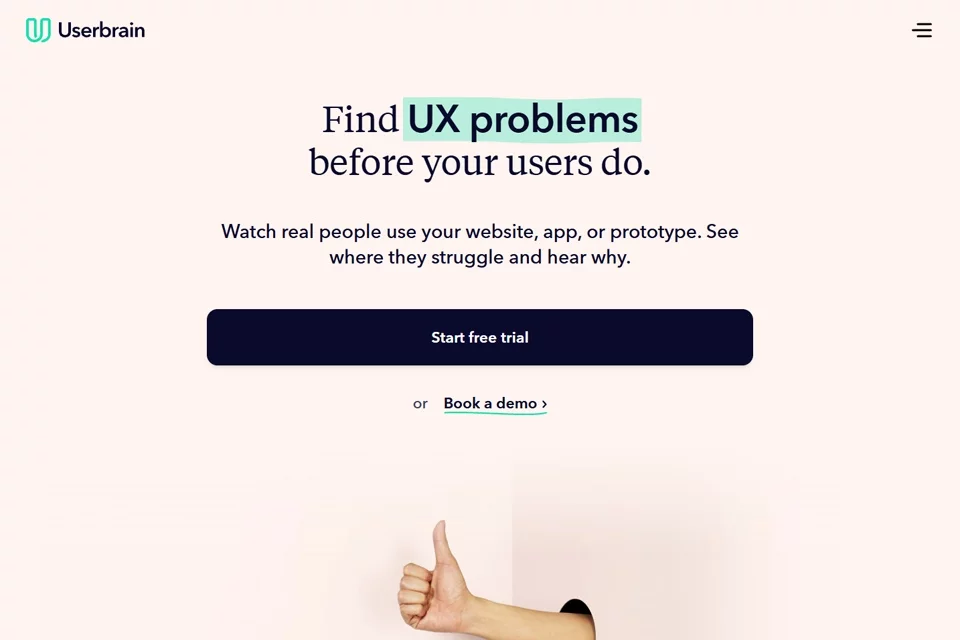 Userbrain
Find UX problems
before your users do.
Watch real people use your website, app, or prototype. See
where they struggle and hear why.
Start free trial
or Book a demo ›